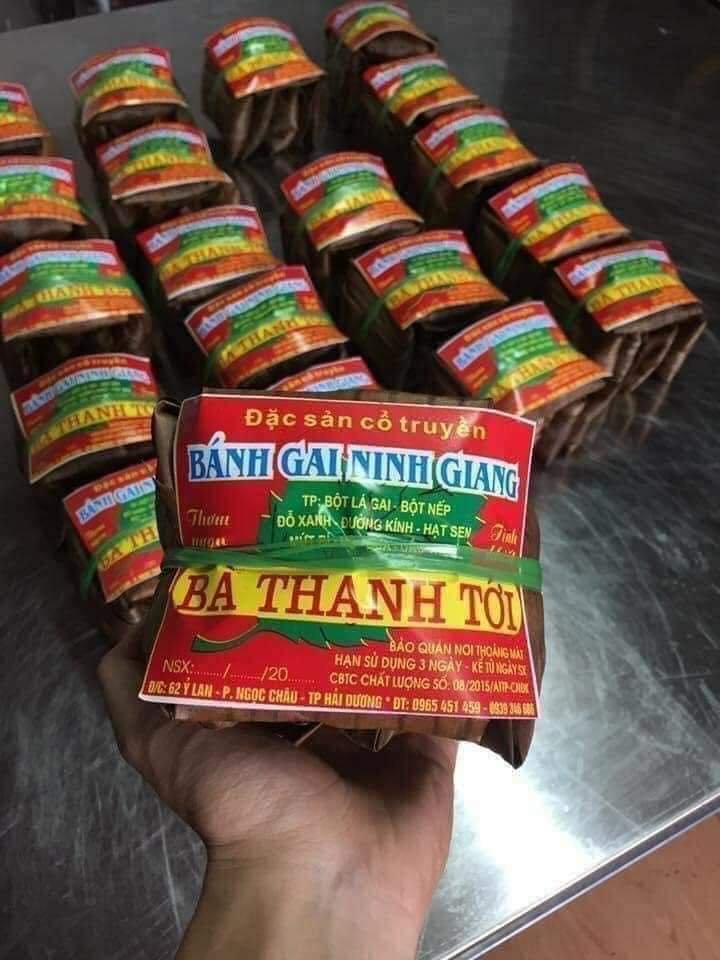 Đặc sản cổ truyền
BÁNH GAI NINH GIANG
TP: BỘT LÁ GAI - BỘT NẾP
ĐỖ XANH - ĐƯỜNG KÍNH - HẠT SEN
Thơm
Tinh
BÀ THANH TỚI
BẢO QUẢN NƠI THOÁNG MÁT
HẠN SỬ DỤNG 3 NGÀY - KỂ TỪ NGÀY SX
NSX:......./......./20.......
CBTC CHẤT LƯỢNG SỐ: 08/2015/ATTP-CNĐK
Đ/C: 62 Ỷ LAN - P. NGỌC CHÂU - TP HẢI DƯƠNG * ĐT: 0965 451 459 - 0939 346 686